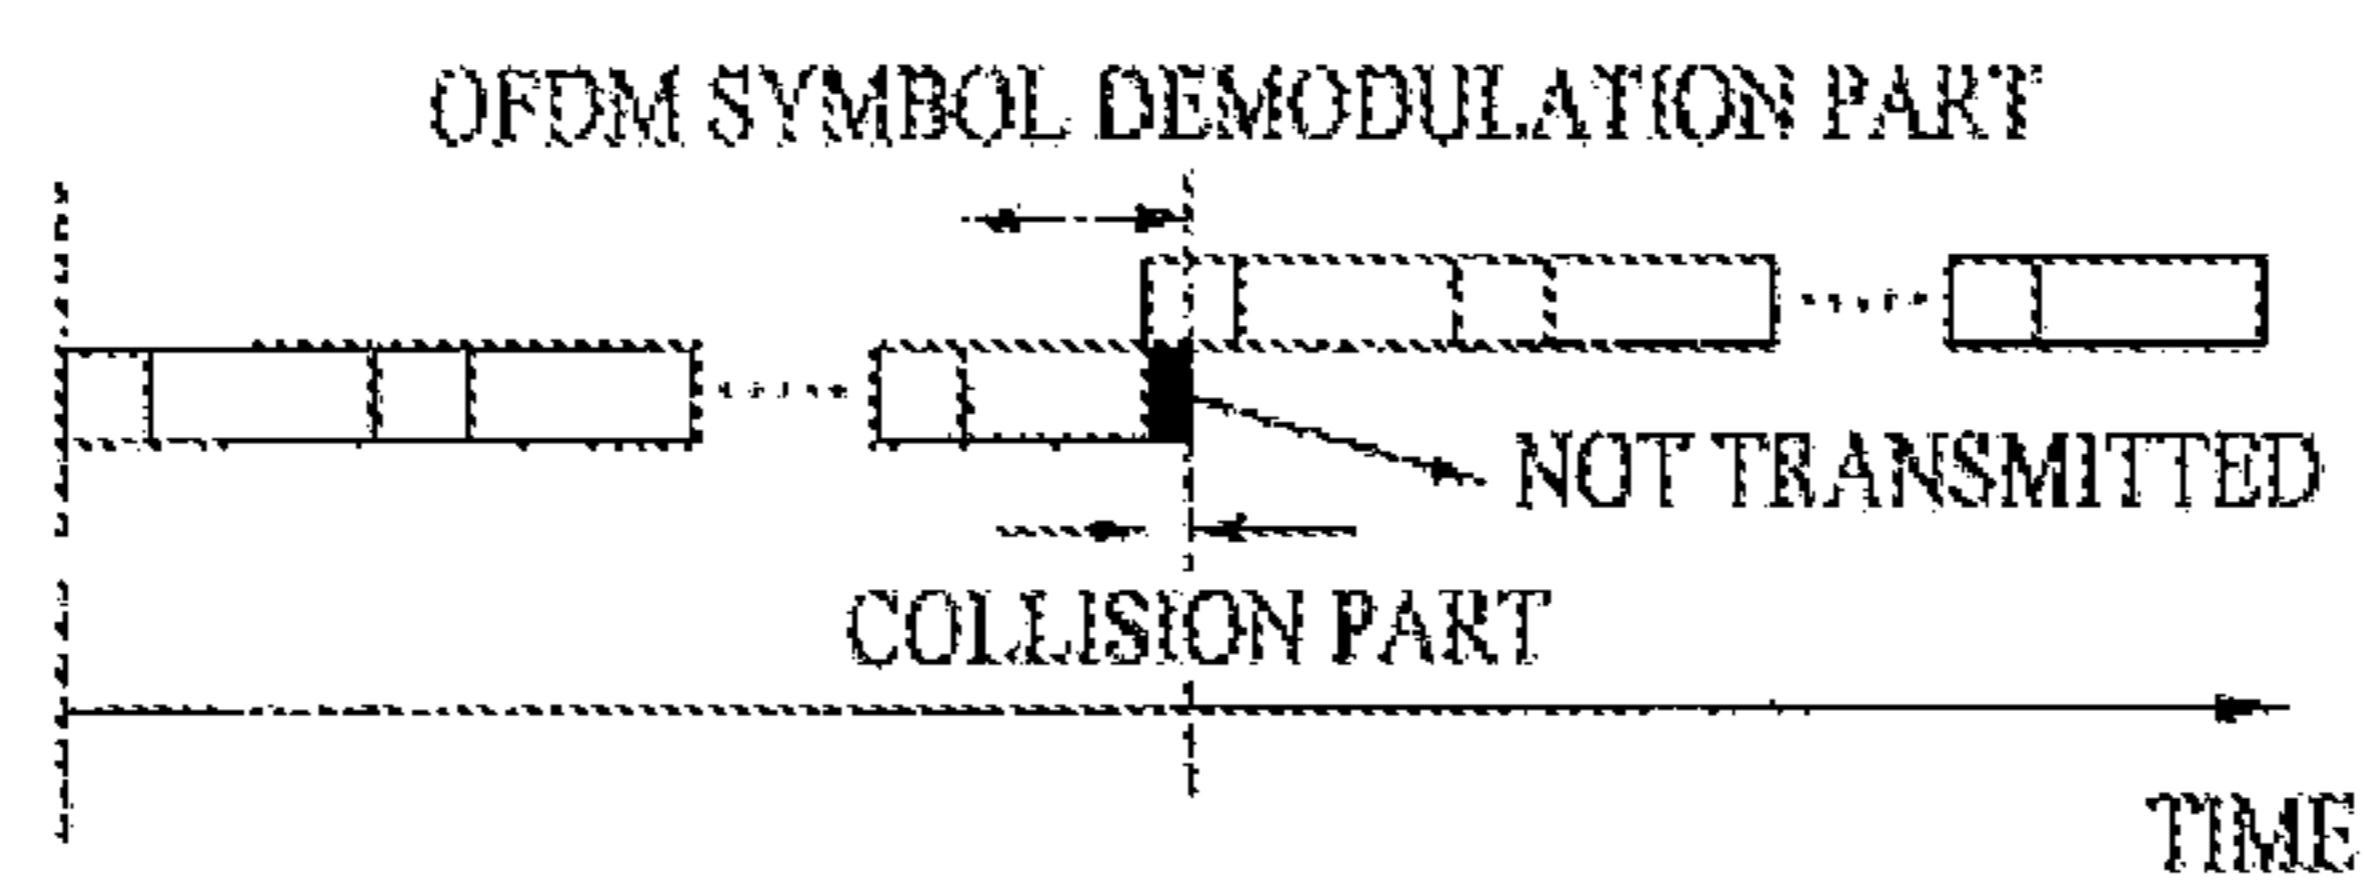 OFDM SYMBOL DEMODULATION PART
NOT TRANSMITTED
COLLISION PART
TIME